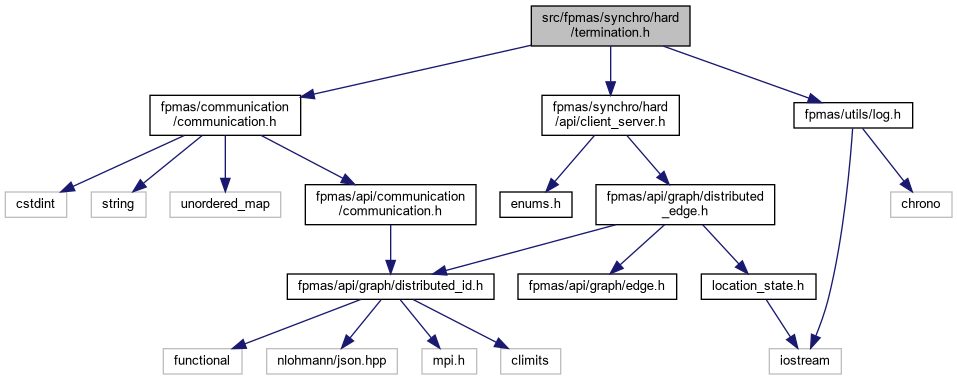 src/fpmas/synchro/hard
/termination.h
fpmas/communication
/communication.h
fpmas/synchro/hard
/api/client_server.h
fpmas/utils/log.h
cstdint
string
unordered_map
fpmas/api/communication
/communication.h
enums.h
fpmas/api/graph/distributed
_edge.h
chrono
fpmas/api/graph/distributed_id.h
fpmas/api/graph/edge.h
location_state.h
functional
nlohmann/json.hpp
mpi.h
climits
iostream